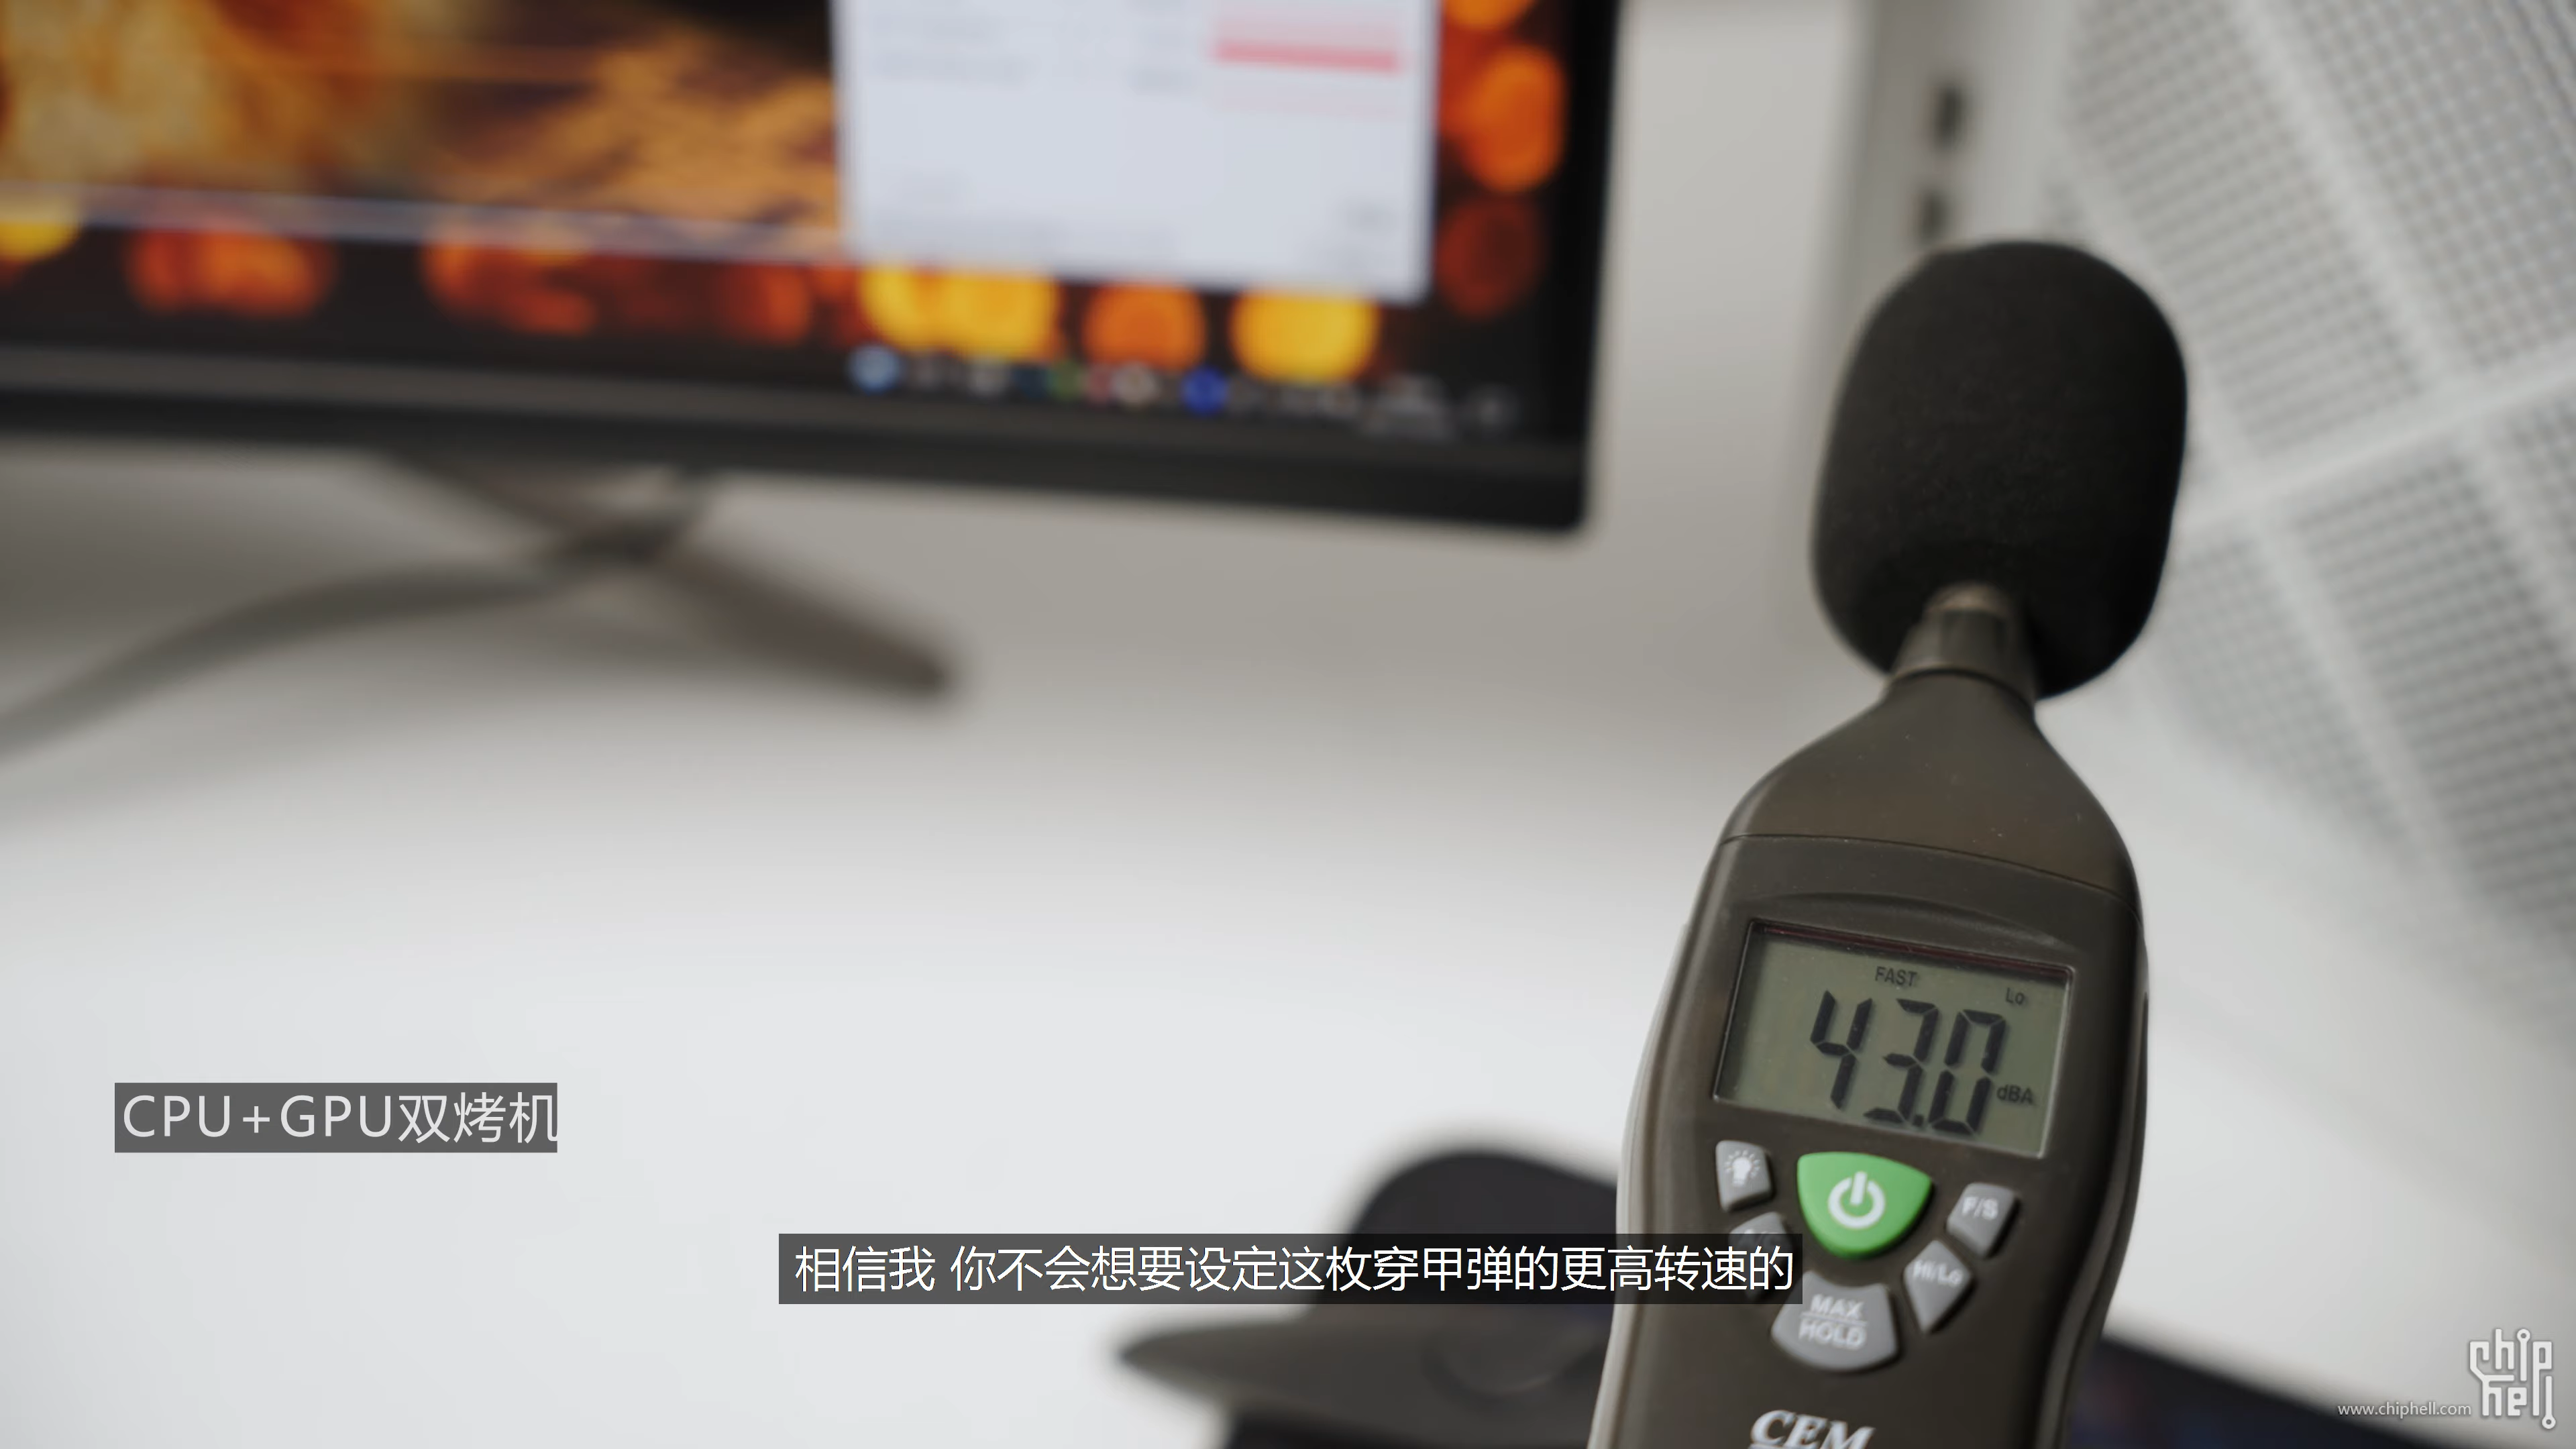 FAST
Lo
43.0
dBA
CPU+GPU双烤机
F/S
相信我 你不会想要设定这枚穿甲弹的更高转速的
Hi/Lo
MAX
HOLD
CEM
chip
hell
www.chiphell.com